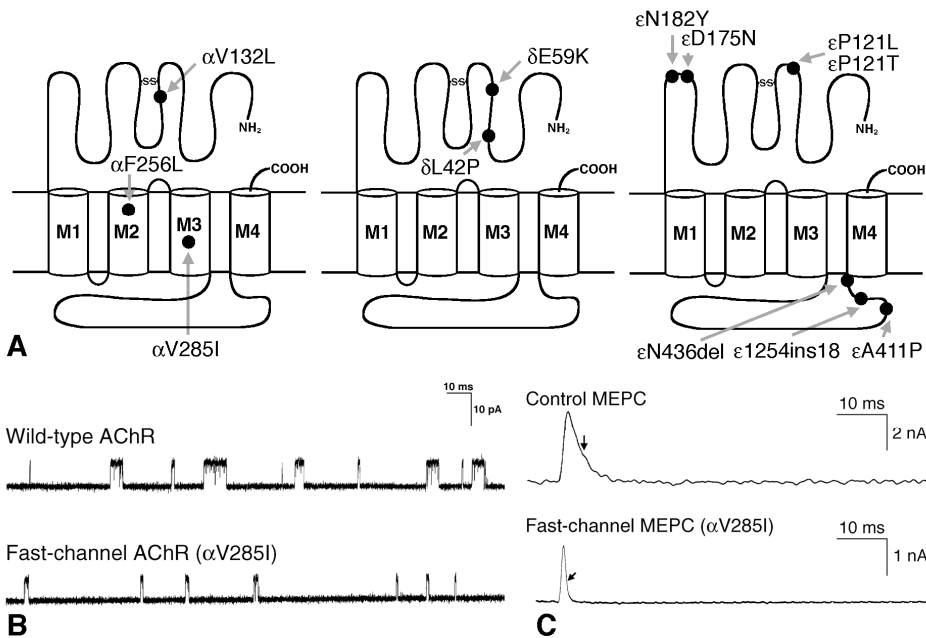 αV132L
ss
NH₂
αF256L
COOH
M1 M2 M3 M4
αV285I
δE59K
ss
NH₂
δL42P
COOH
M1 M2 M3 M4
εN182Y
εD175N
εP121L
εP121T
ss
NH₂
COOH
M1 M2 M3 M4
εN436del ε1254ins18 εA411P
A
10 ms
10 pA
Wild-type AChR
Fast-channel AChR (αV285I)
B
Control MEPC
10 ms
2 nA
Fast-channel MEPC (αV285I)
10 ms
1 nA
C